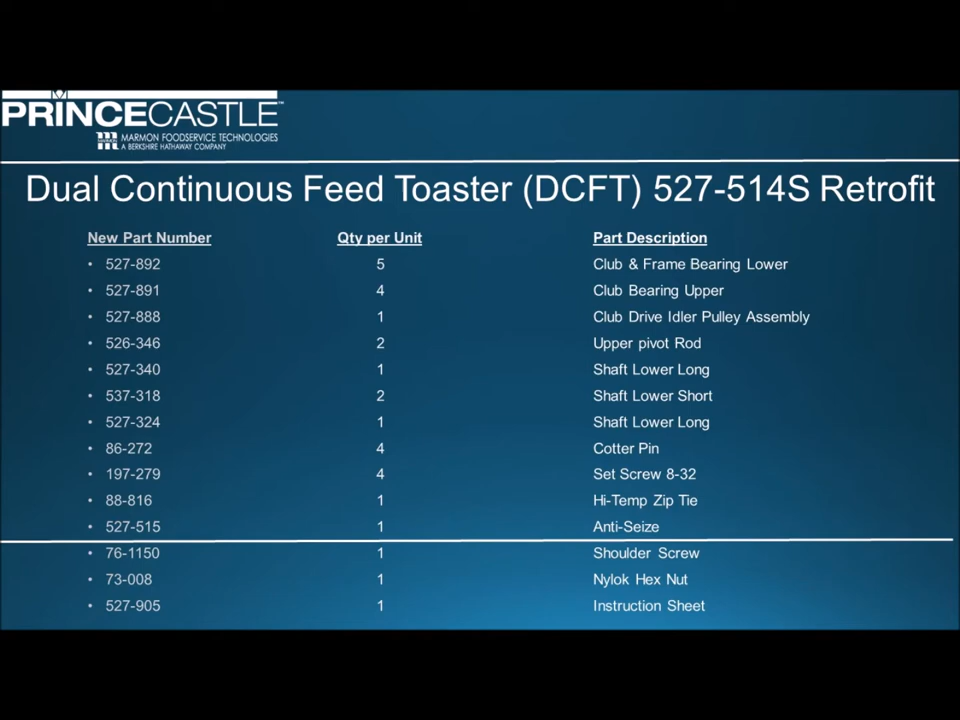 PRINCECASTLE™
MARMON FOODSERVICE TECHNOLOGIES
A BERKSHIRE HATHAWAY COMPANY
Dual Continuous Feed Toaster (DCFT) 527-514S Retrofit
New Part Number Qty per Unit Part Description
• 527-892 5 Club & Frame Bearing Lower
• 527-891 4 Club Bearing Upper
• 527-888 1 Club Drive Idler Pulley Assembly
• 526-346 2 Upper pivot Rod
• 527-340 1 Shaft Lower Long
• 537-318 2 Shaft Lower Short
• 527-324 1 Shaft Lower Long
• 86-272 4 Cotter Pin
• 197-279 4 Set Screw 8-32
• 88-816 1 Hi-Temp Zip Tie
• 527-515 1 Anti-Seize
• 76-1150 1 Shoulder Screw
• 73-008 1 Nylok Hex Nut
• 527-905 1 Instruction Sheet